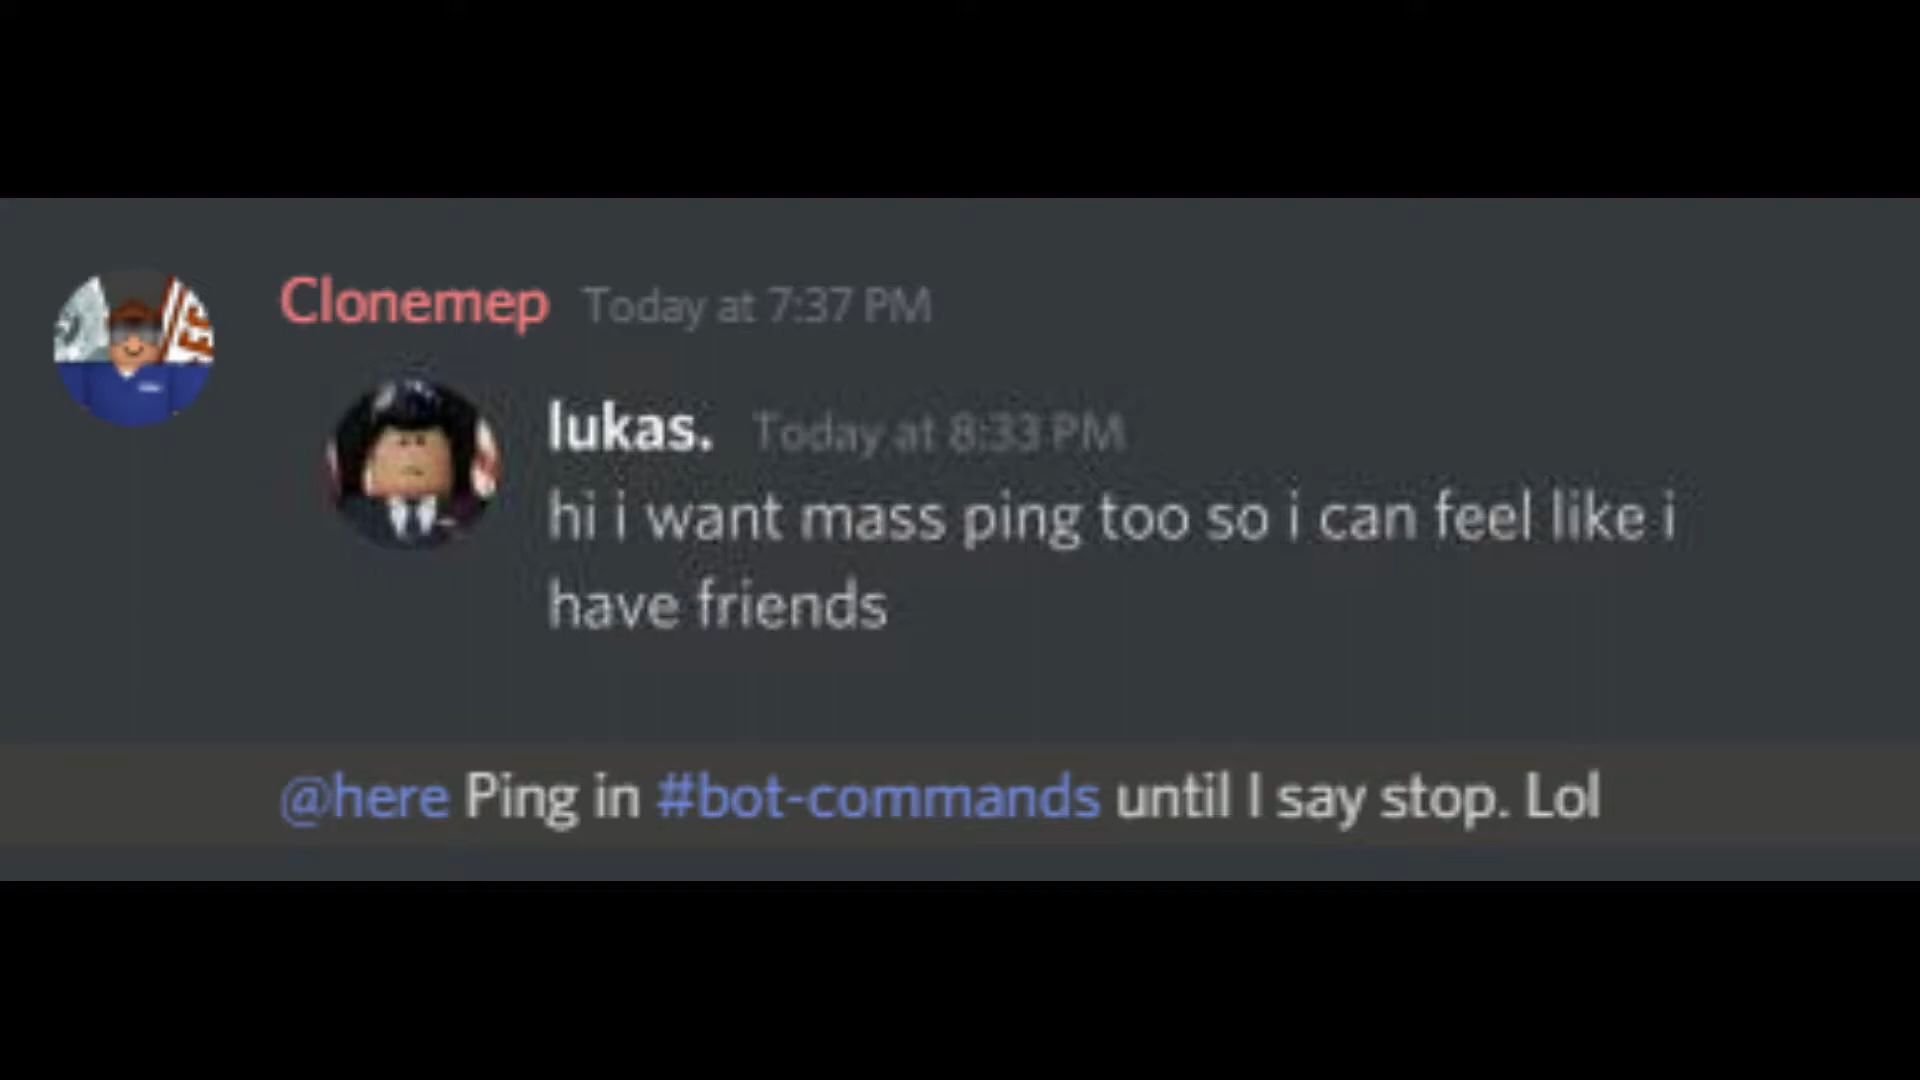 Clonemep Today at 7:37 PM
lukas. Today at 8:33 PM
hi i want mass ping too so i can feel like i
have friends
@here Ping in #bot-commands until I say stop. Lol